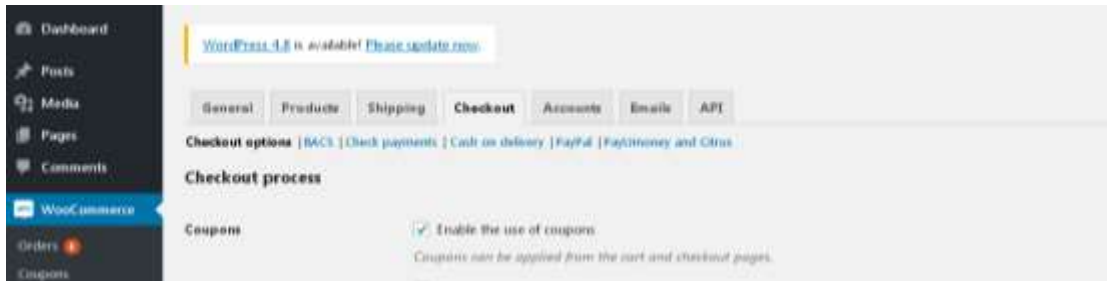 Dashboard
Posts
Media
Pages
Comments
WooCommerce
Orders
Coupons
WordPress 4.8 is available! Please update now.
General Products Shipping Checkout Accounts Emails API
Checkout options | BACS | Check payments | Cash on delivery | PayPal | PayUmoney and Citrus
Checkout process
Coupons Enable the use of coupons
Coupons can be applied from the cart and checkout pages.